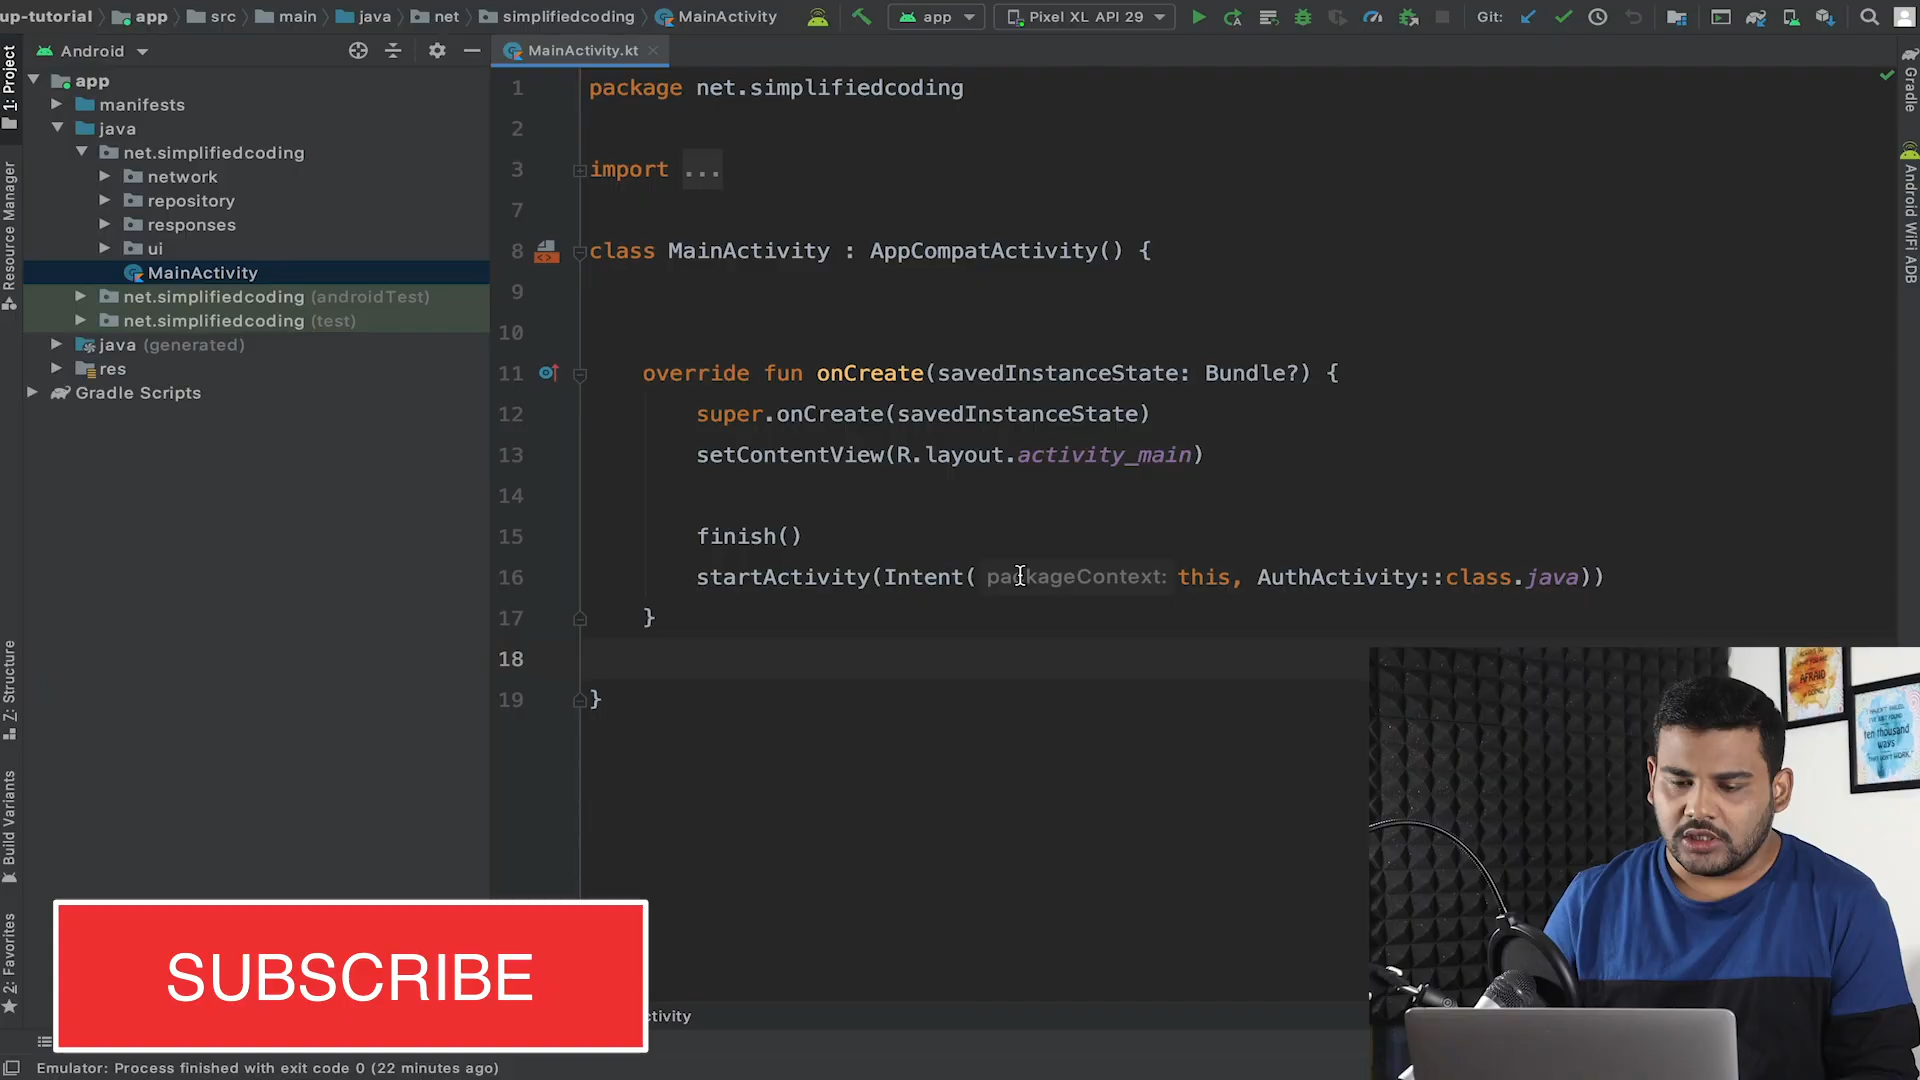 up-tutorial app src main java net simplifiedcoding MainActivity app Pixel XL API 29 Git:
Android
MainActivity.kt
1: Project
Resource Manager
Z: Structure
Build Variants
2: Favorites
app
manifests
java
net.simplifiedcoding
network
repository
responses
ui
MainActivity
net.simplifiedcoding (androidTest)
net.simplifiedcoding (test)
java (generated)
res
Gradle Scripts
1 package net.simplifiedcoding
2
3 import ...
7
8 class MainActivity : AppCompatActivity() {
9
10
11 override fun onCreate(savedInstanceState: Bundle?) {
12 super.onCreate(savedInstanceState)
13 setContentView(R.layout.activity_main)
14
15 finish()
16 startActivity(Intent( packageContext: this, AuthActivity::class.java))
17 }
18
19 }
Gradle
Android WiFi ADB
AFRAID
ten thousand
ways
SUBSCRIBE
ctivity
Emulator: Process finished with exit code 0 (22 minutes ago)